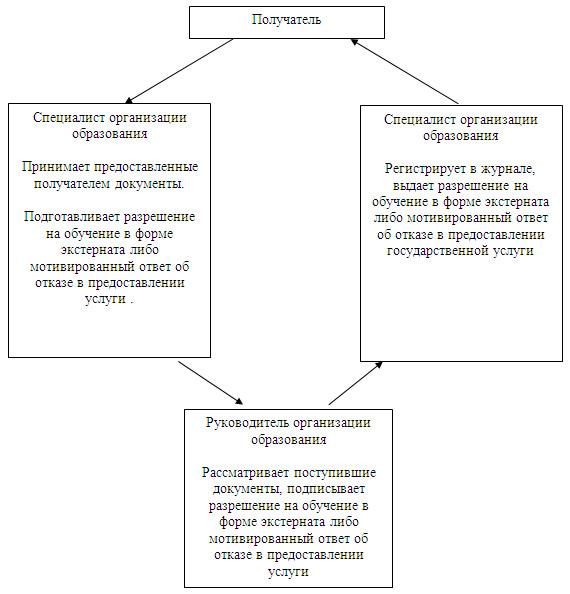 Получатель
Специалист организации
образования
Принимает предоставленные
получателем документы.
Подготавливает разрешение
на обучение в форме
экстерната либо
мотивированный ответ об
отказе в предоставлении
услуги .
Специалист организации
образования
Регистрирует в журнале,
выдает разрешение на
обучение в форме экстерната
либо мотивированный ответ
об отказе в предоставлении
государственной услуги
Руководитель организации
образования
Рассматривает поступившие
документы, подписывает
разрешение на обучение в
форме экстерната либо
мотивированный ответ об
отказе в предоставлении
услуги